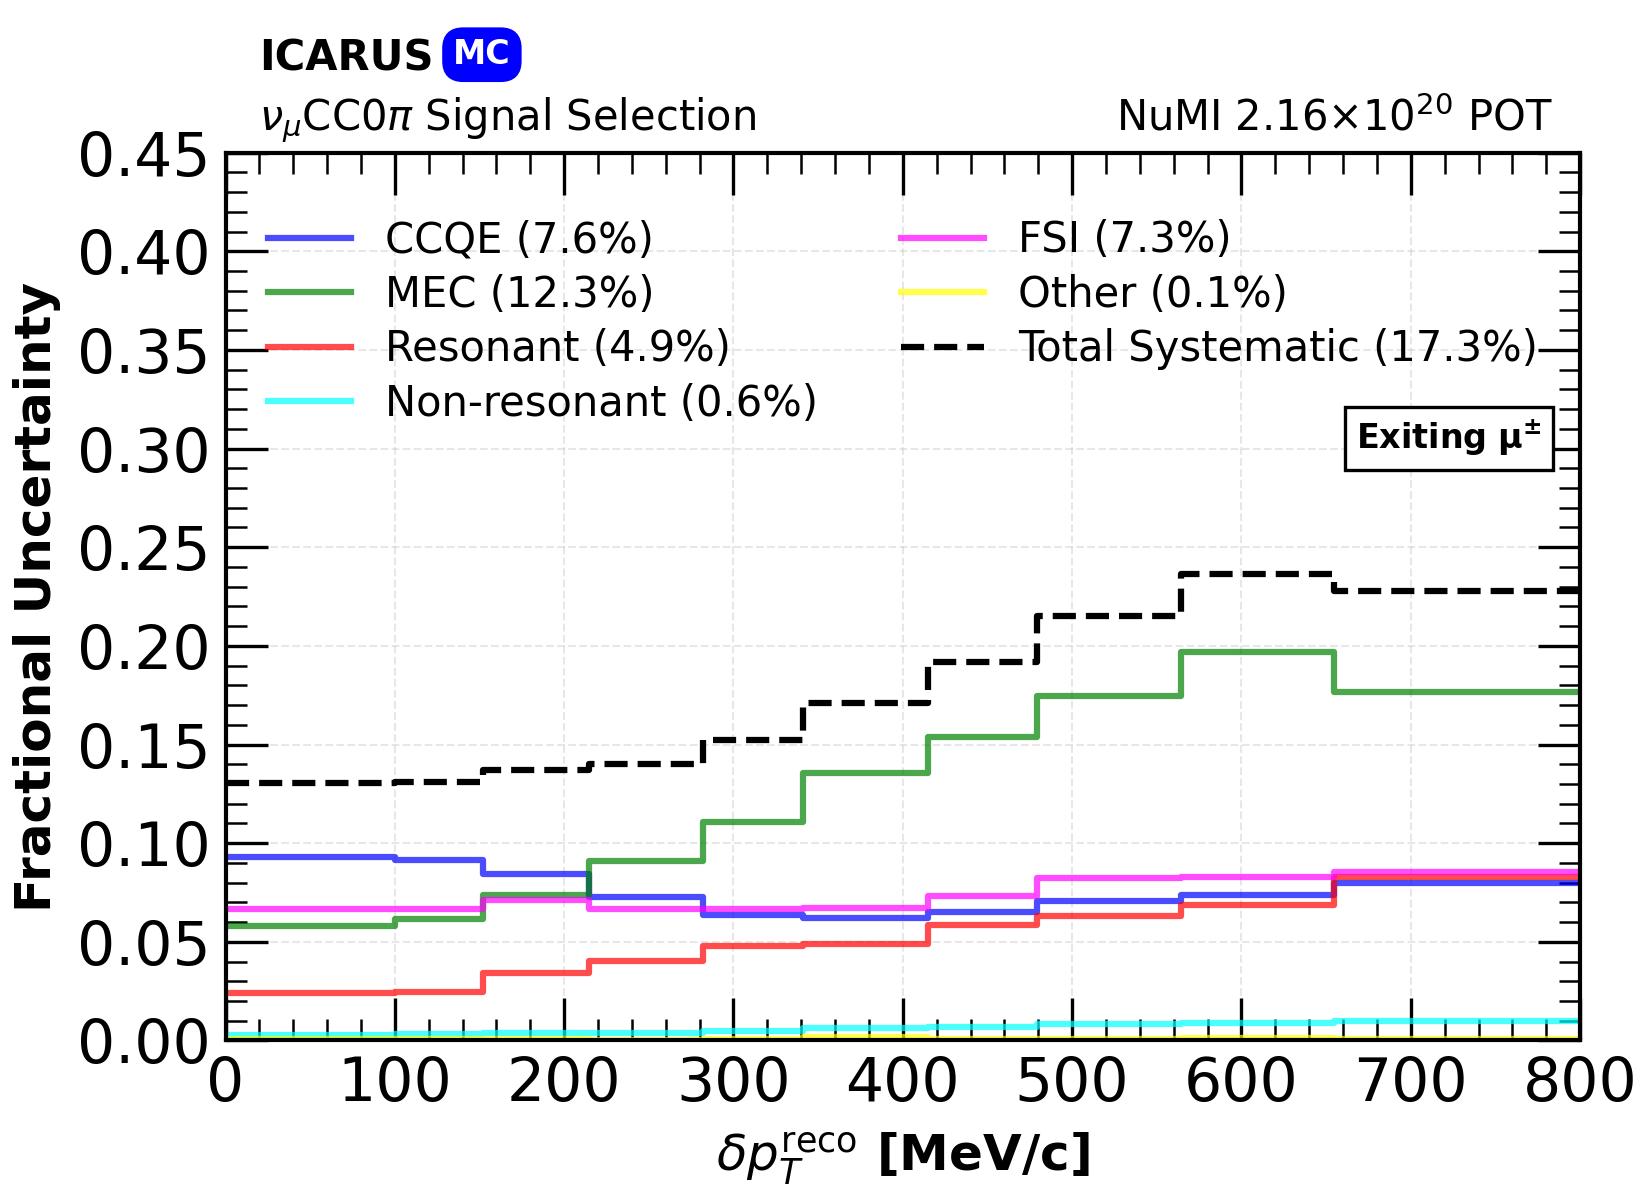 ICARUS MC
νμCC0π Signal Selection
NuMI 2.16×10²⁰ POT
0.45
0.40
0.35
0.30
0.25
0.20
0.15
0.10
0.05
0.00
Fractional Uncertainty
CCQE (7.6%)
MEC (12.3%)
Resonant (4.9%)
Non-resonant (0.6%)
FSI (7.3%)
Other (0.1%)
Total Systematic (17.3%)
Exiting μ±
0 100 200 300 400 500 600 700 800
δp_T^reco [MeV/c]